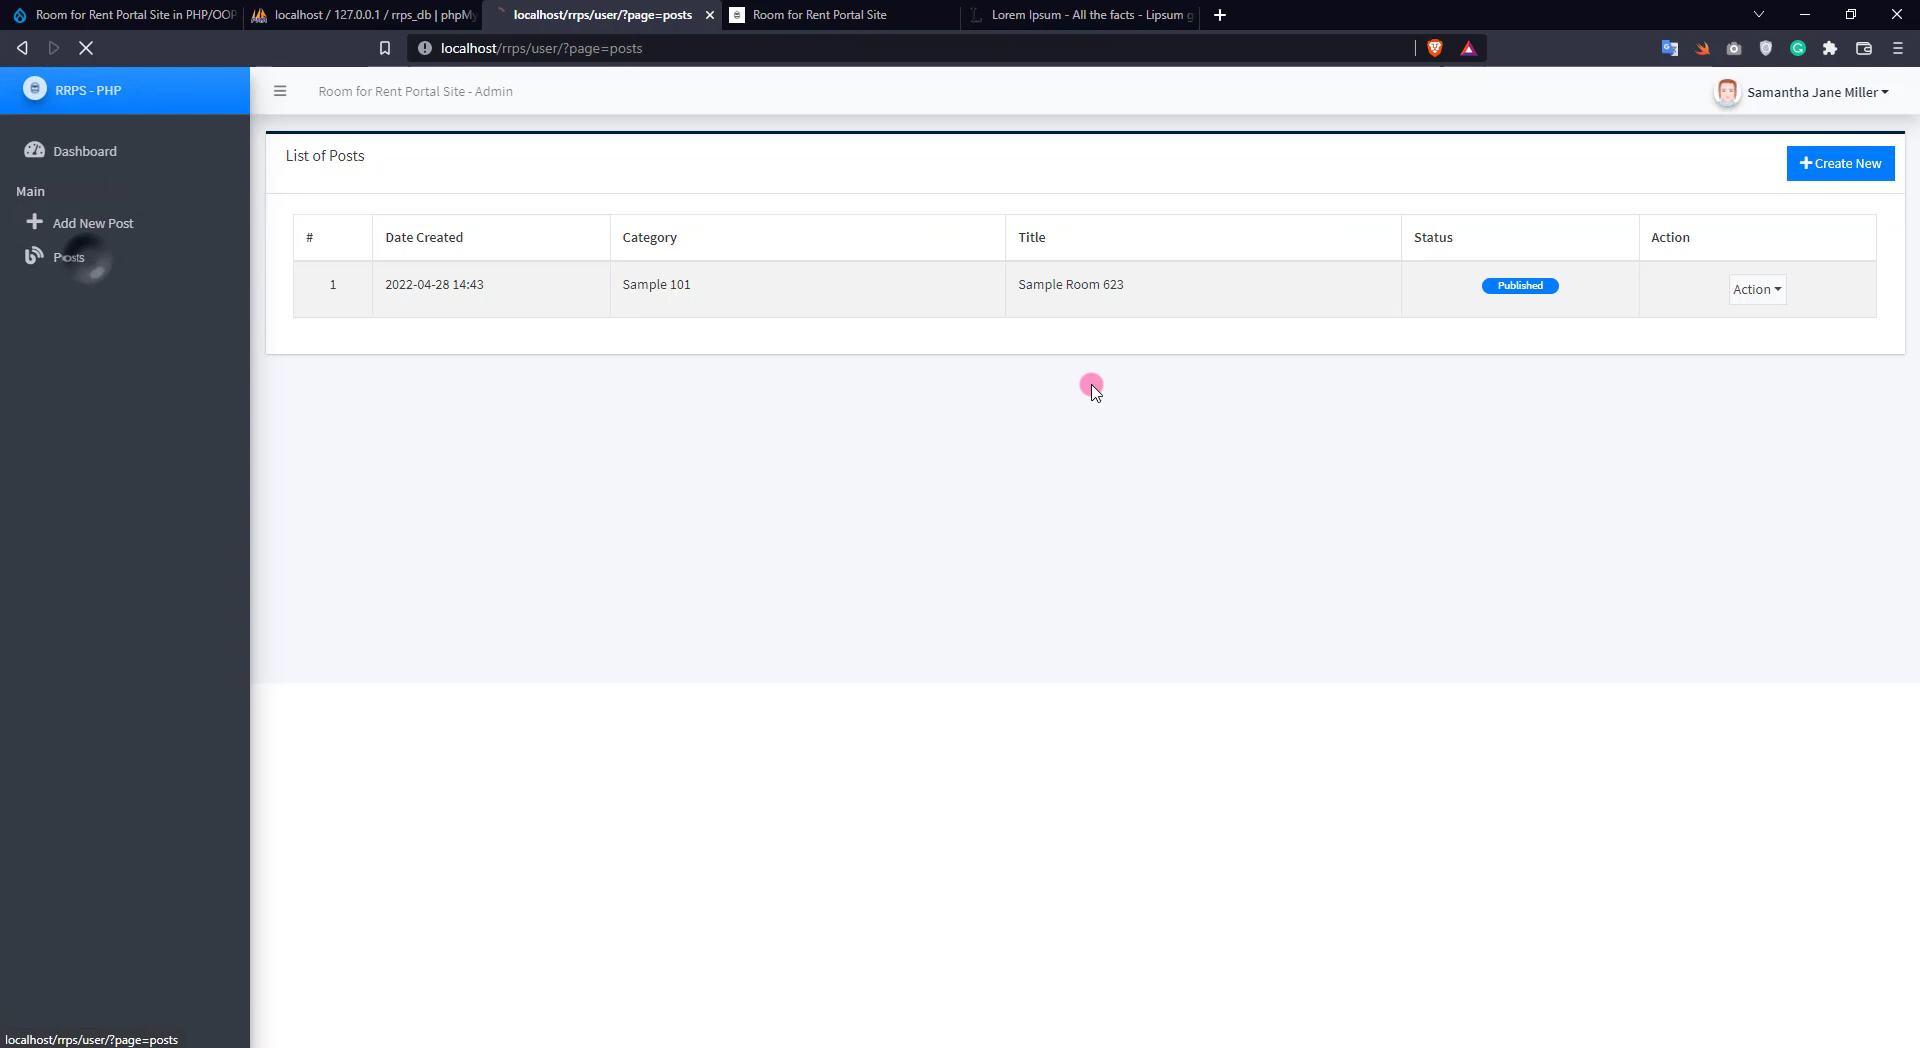 Room for Rent Portal Site in PHP/OOP
localhost / 127.0.0.1 / rrps_db | phpMy
localhost/rrps/user/?page=posts
Room for Rent Portal Site
Lorem Ipsum - All the facts - Lipsum g
localhost/rrps/user/?page=posts
RRPS - PHP
Room for Rent Portal Site - Admin
Samantha Jane Miller
Dashboard
Main
Add New Post
Posts
List of Posts
Create New
# Date Created Category Title Status Action
1 2022-04-28 14:43 Sample 101 Sample Room 623 Published Action
localhost/rrps/user/?page=posts